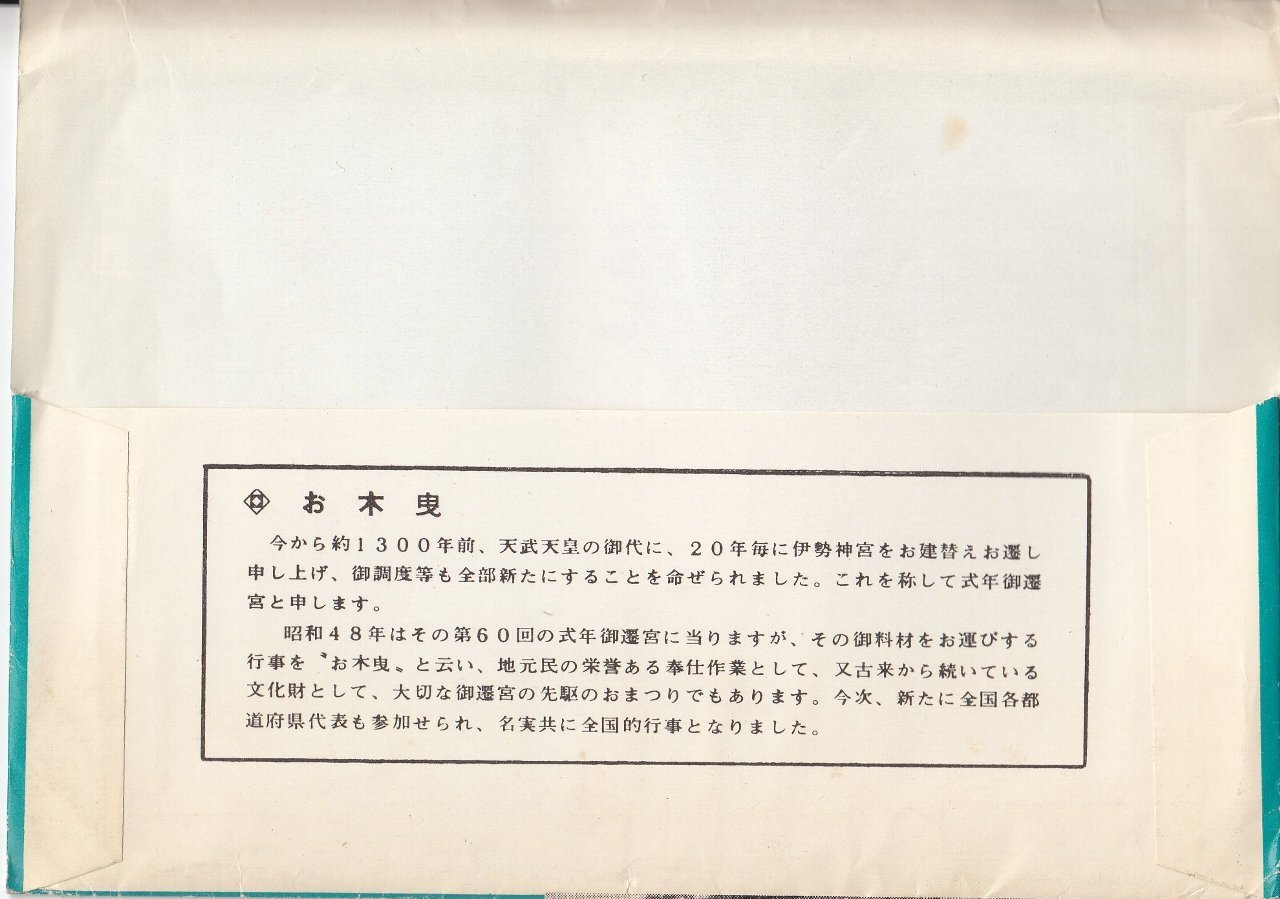 お木曳
今から約1300年前、天武天皇の御代に、20年毎に伊勢神宮をお建替えお遷し
申し上げ、御調度等も全部新たにすることを命ぜられました。これを称して式年御遷
宮と申します。
昭和48年はその第60回の式年御遷宮に当りますが、その御料材をお運びする
行事を〝お木曳〟と云い、地元民の栄誉ある奉仕作業として、又古来から続いている
文化財として、大切な御遷宮の先駆のおまつりでもあります。今次、新たに全国各都
道府県代表も参加せられ、名実共に全国的行事となりました。